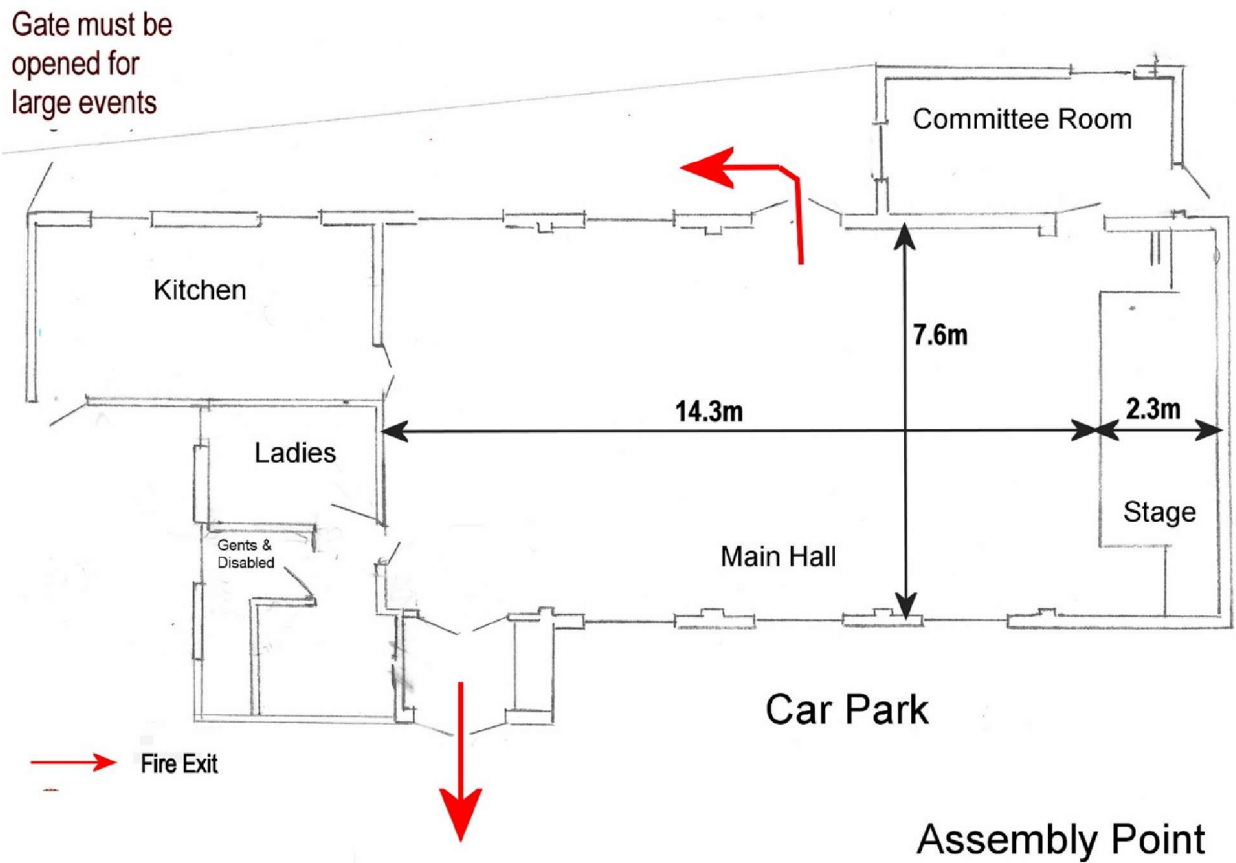 Gate must be
opened for
large events
Committee Room
Kitchen
7.6m
14.3m
2.3m
Ladies
Stage
Gents &
Disabled
Main Hall
Car Park
Fire Exit
Assembly Point